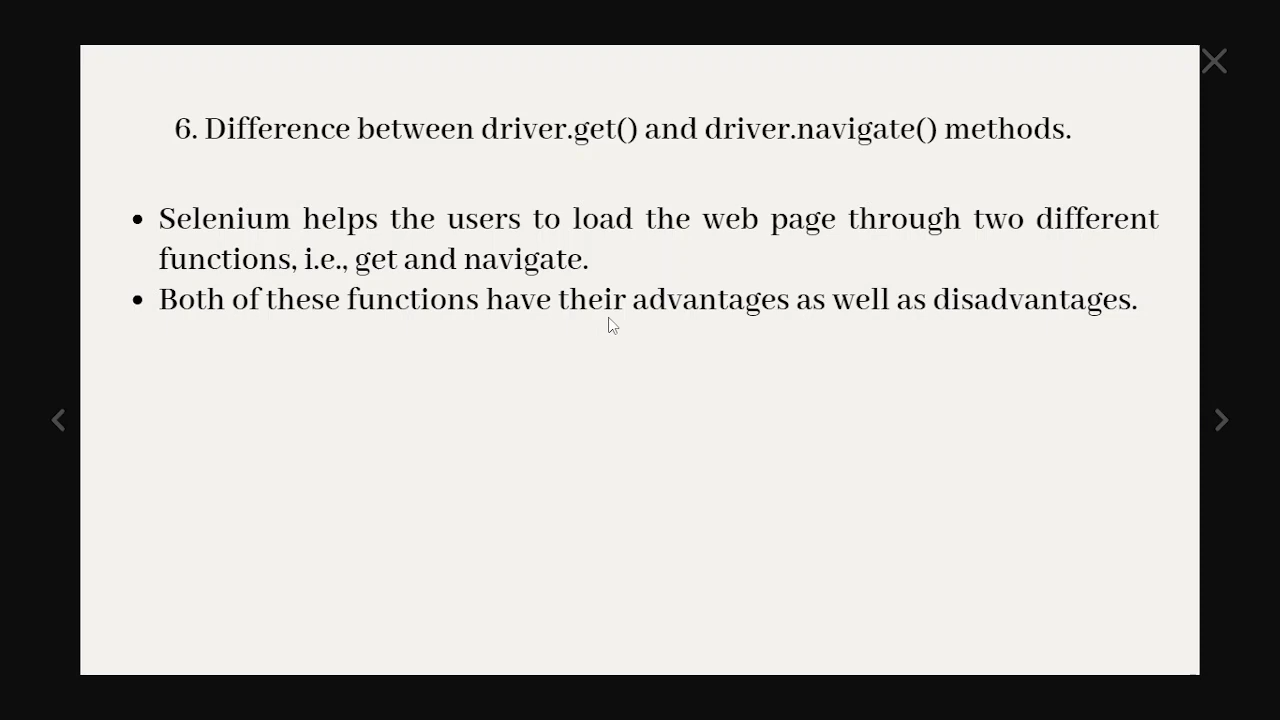 6. Difference between driver.get() and driver.navigate() methods.
• Selenium helps the users to load the web page through two different
functions, i.e., get and navigate.
• Both of these functions have their advantages as well as disadvantages.